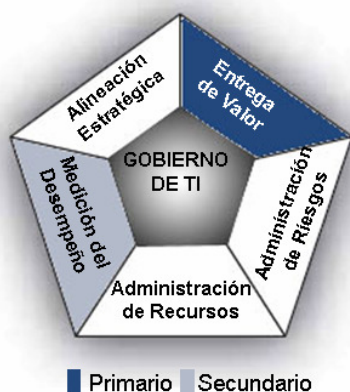 Alineación
Estratégica
Entrega
de Valor
GOBIERNO
DE TI
Medición del
Desempeño
Administración
de Riesgos
Administración
de Recursos
Primario
Secundario